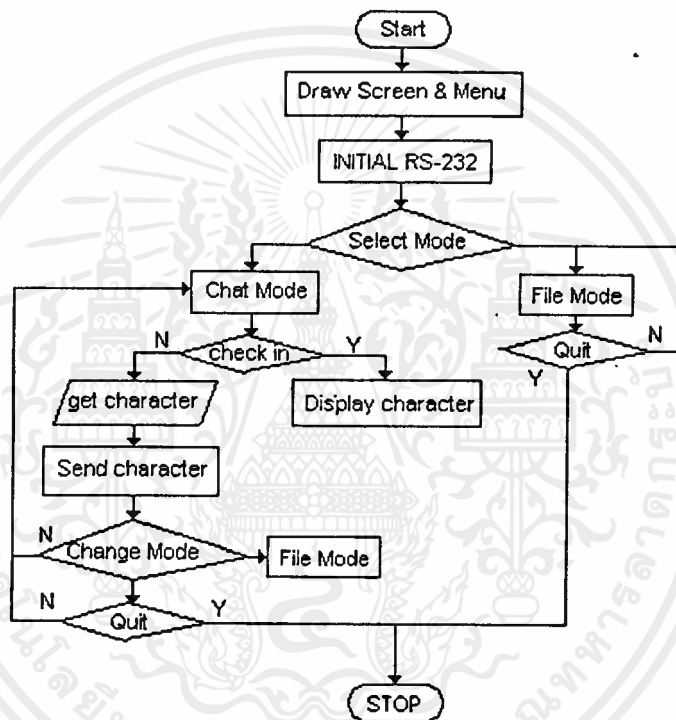 Start
Draw Screen & Menu
INITIAL RS-232
Select Mode
Chat Mode
File Mode
N
check in
Y
Quit
N
Y
get character
Display character
Send character
N
Change Mode
File Mode
N
Quit
Y
STOP